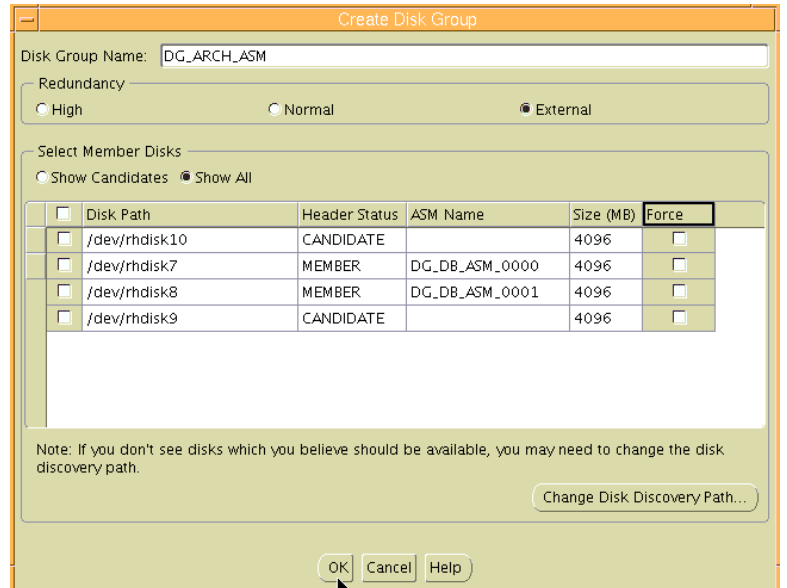 Create Disk Group
Disk Group Name: DG_ARCH_ASM
Redundancy
High Normal External
Select Member Disks
Show Candidates Show All
Disk Path Header Status ASM Name Size (MB) Force
/dev/rhdisk10 CANDIDATE 4096
/dev/rhdisk7 MEMBER DG_DB_ASM_0000 4096
/dev/rhdisk8 MEMBER DG_DB_ASM_0001 4096
/dev/rhdisk9 CANDIDATE 4096
Note: If you don't see disks which you believe should be available, you may need to change the disk
discovery path.
Change Disk Discovery Path...
OK Cancel Help